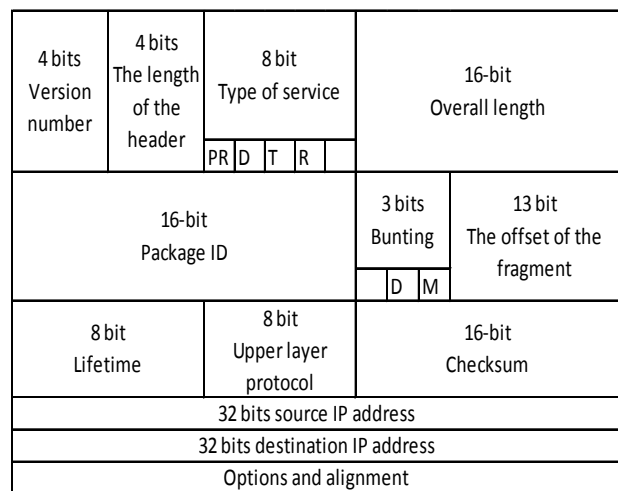 4 bits
Version
number
4 bits
The length
of the
header
8 bit
Type of service
PR D T R
16-bit
Overall length
16-bit
Package ID
3 bits
Bunting
D M
13 bit
The offset of the
fragment
8 bit
Lifetime
8 bit
Upper layer
protocol
16-bit
Checksum
32 bits source IP address
32 bits destination IP address
Options and alignment